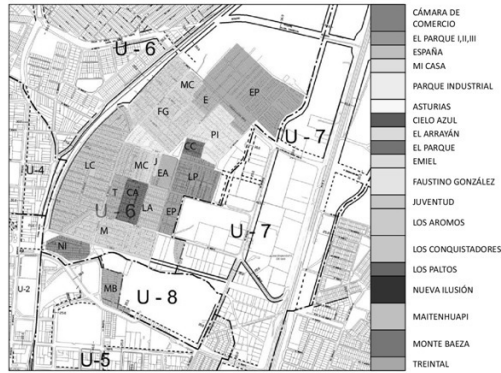 U - 6
MC
E
EP
FG
PI
U - 7
CC
U-4
LC
MC
J
EA
LP
T
CA
U - 6
LA
EP
M
U - 7
NI
U-2
MB
U - 8
U-5
CÁMARA DE
COMERCIO
EL PARQUE I,II,III
ESPAÑA
MI CASA
PARQUE INDUSTRIAL
ASTURIAS
CIELO AZUL
EL ARRAYÁN
EL PARQUE
EMIEL
FAUSTINO GONZÁLEZ
JUVENTUD
LOS AROMOS
LOS CONQUISTADORES
LOS PALTOS
NUEVA ILUSIÓN
MAITENHUAPI
MONTE BAEZA
TREINTAL